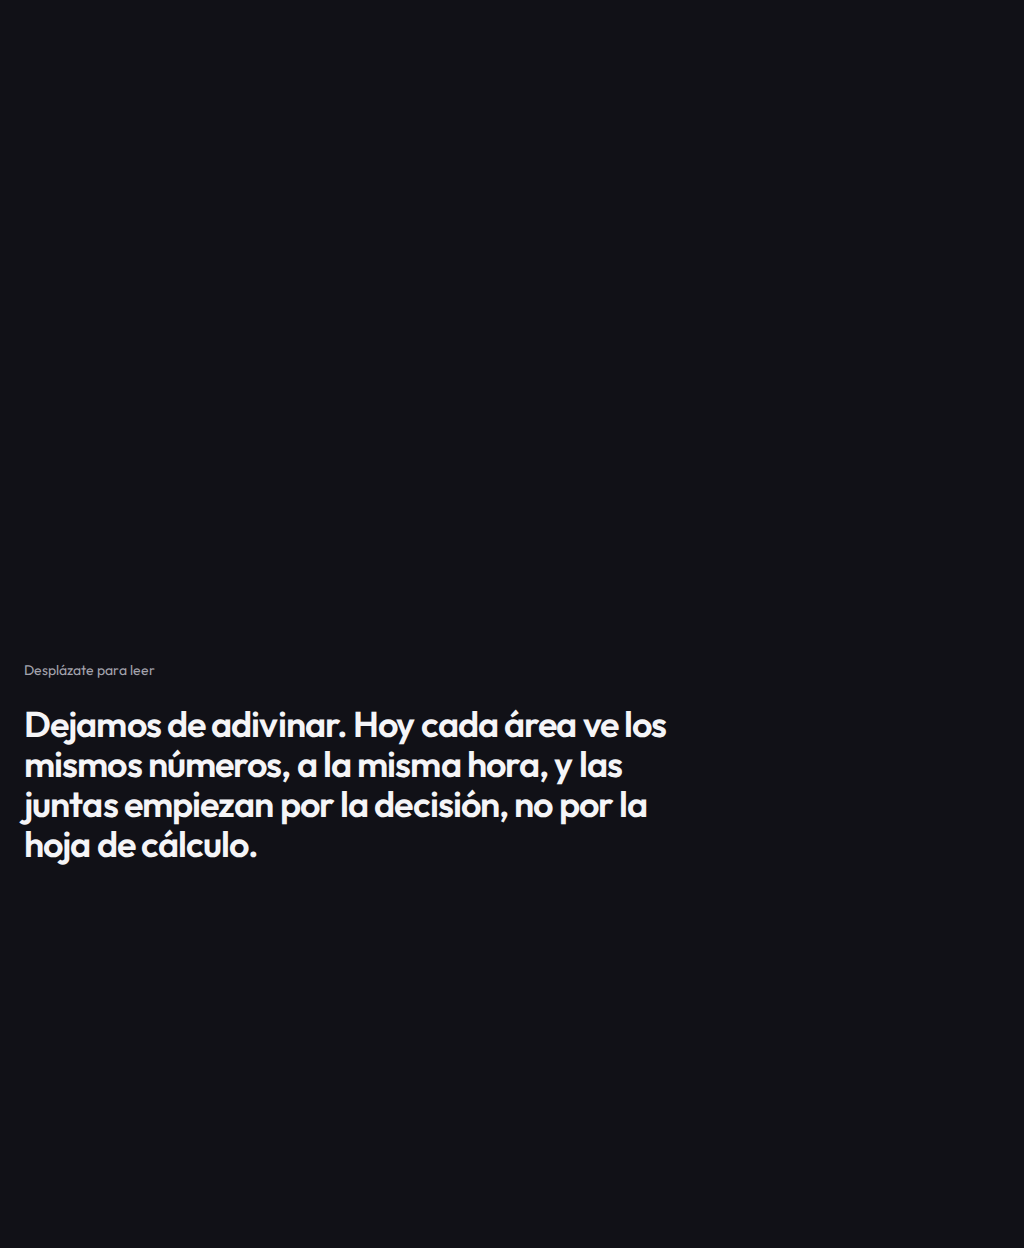 Desplázate para leer
Dejamos de adivinar. Hoy cada área ve los
mismos números, a la misma hora, y las
juntas empiezan por la decisión, no por la
hoja de cálculo.